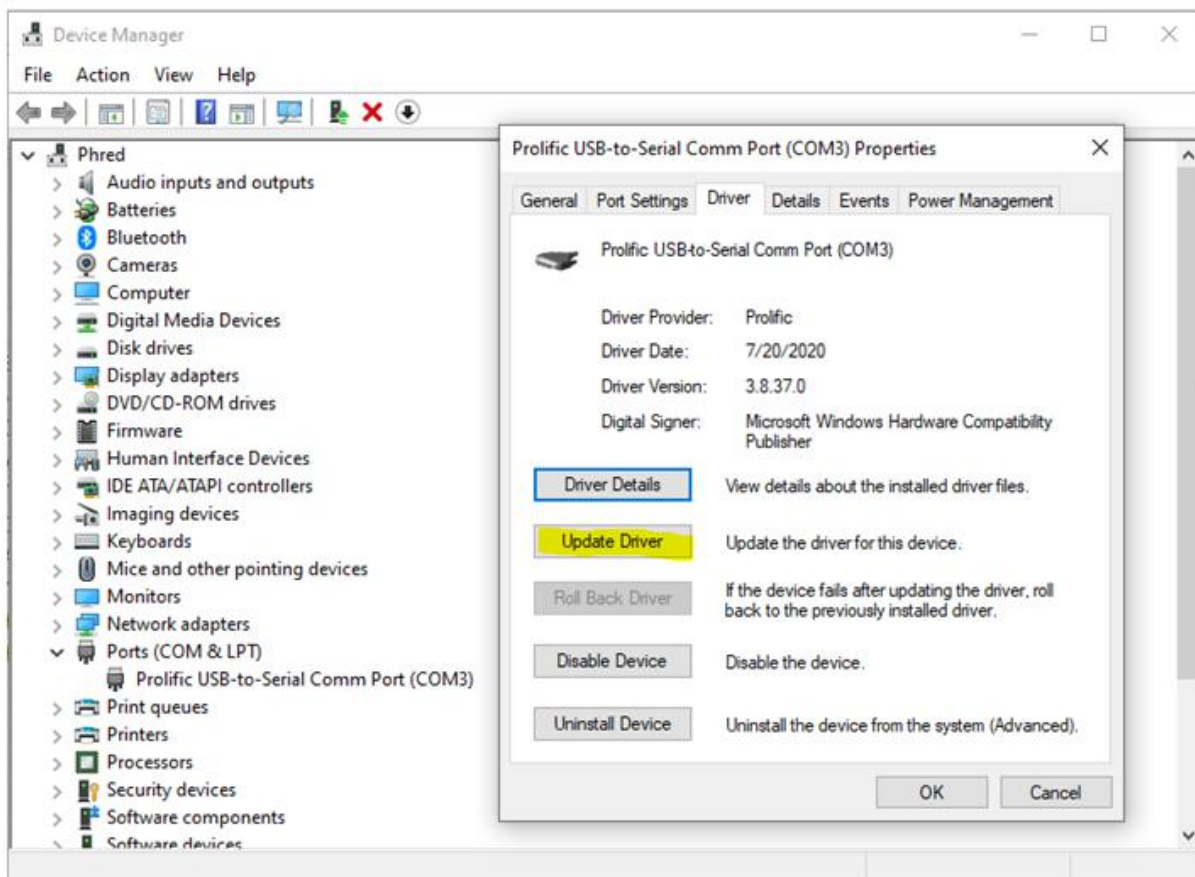 Device Manager
File Action View Help
Phred
Audio inputs and outputs
Batteries
Bluetooth
Cameras
Computer
Digital Media Devices
Disk drives
Display adapters
DVD/CD-ROM drives
Firmware
Human Interface Devices
IDE ATA/ATAPI controllers
Imaging devices
Keyboards
Mice and other pointing devices
Monitors
Network adapters
Ports (COM & LPT)
Prolific USB-to-Serial Comm Port (COM3)
Print queues
Printers
Processors
Security devices
Software components
Software devices
Prolific USB-to-Serial Comm Port (COM3) Properties
General Port Settings Driver Details Events Power Management
Prolific USB-to-Serial Comm Port (COM3)
Driver Provider: Prolific
Driver Date: 7/20/2020
Driver Version: 3.8.37.0
Digital Signer: Microsoft Windows Hardware Compatibility
Publisher
Driver Details View details about the installed driver files.
Update Driver Update the driver for this device.
Roll Back Driver If the device fails after updating the driver, roll
back to the previously installed driver.
Disable Device Disable the device.
Uninstall Device Uninstall the device from the system (Advanced).
OK Cancel